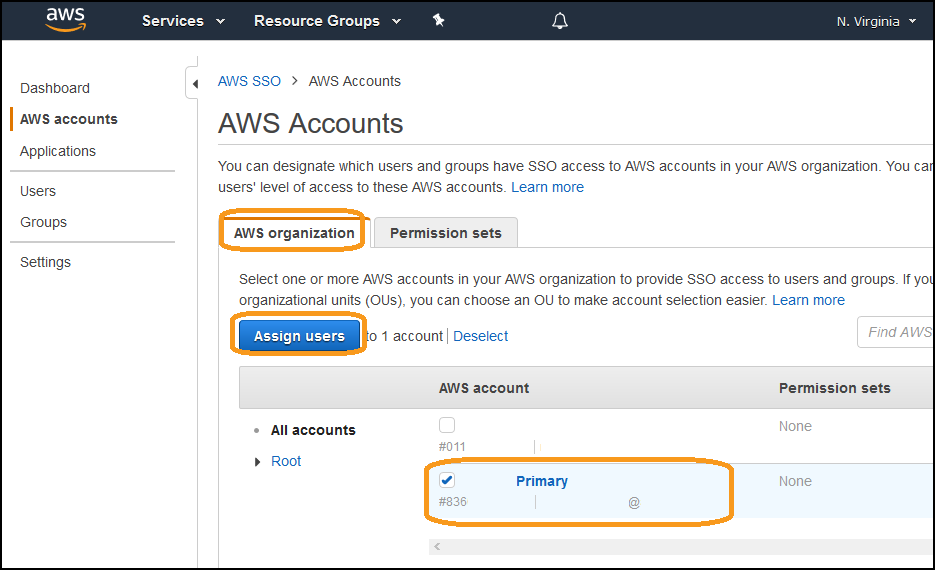 aws Services Resource Groups N. Virginia
Dashboard
AWS accounts
Applications
Users
Groups
Settings
AWS SSO > AWS Accounts
AWS Accounts
You can designate which users and groups have SSO access to AWS accounts in your AWS organization. You can
users' level of access to these AWS accounts. Learn more
AWS organization Permission sets
Select one or more AWS accounts in your AWS organization to provide SSO access to users and groups. If you
organizational units (OUs), you can choose an OU to make account selection easier. Learn more
Assign users to 1 account | Deselect
Find AWS
AWS account Permission sets
All accounts
Root
None
#011
Primary None
#836 @